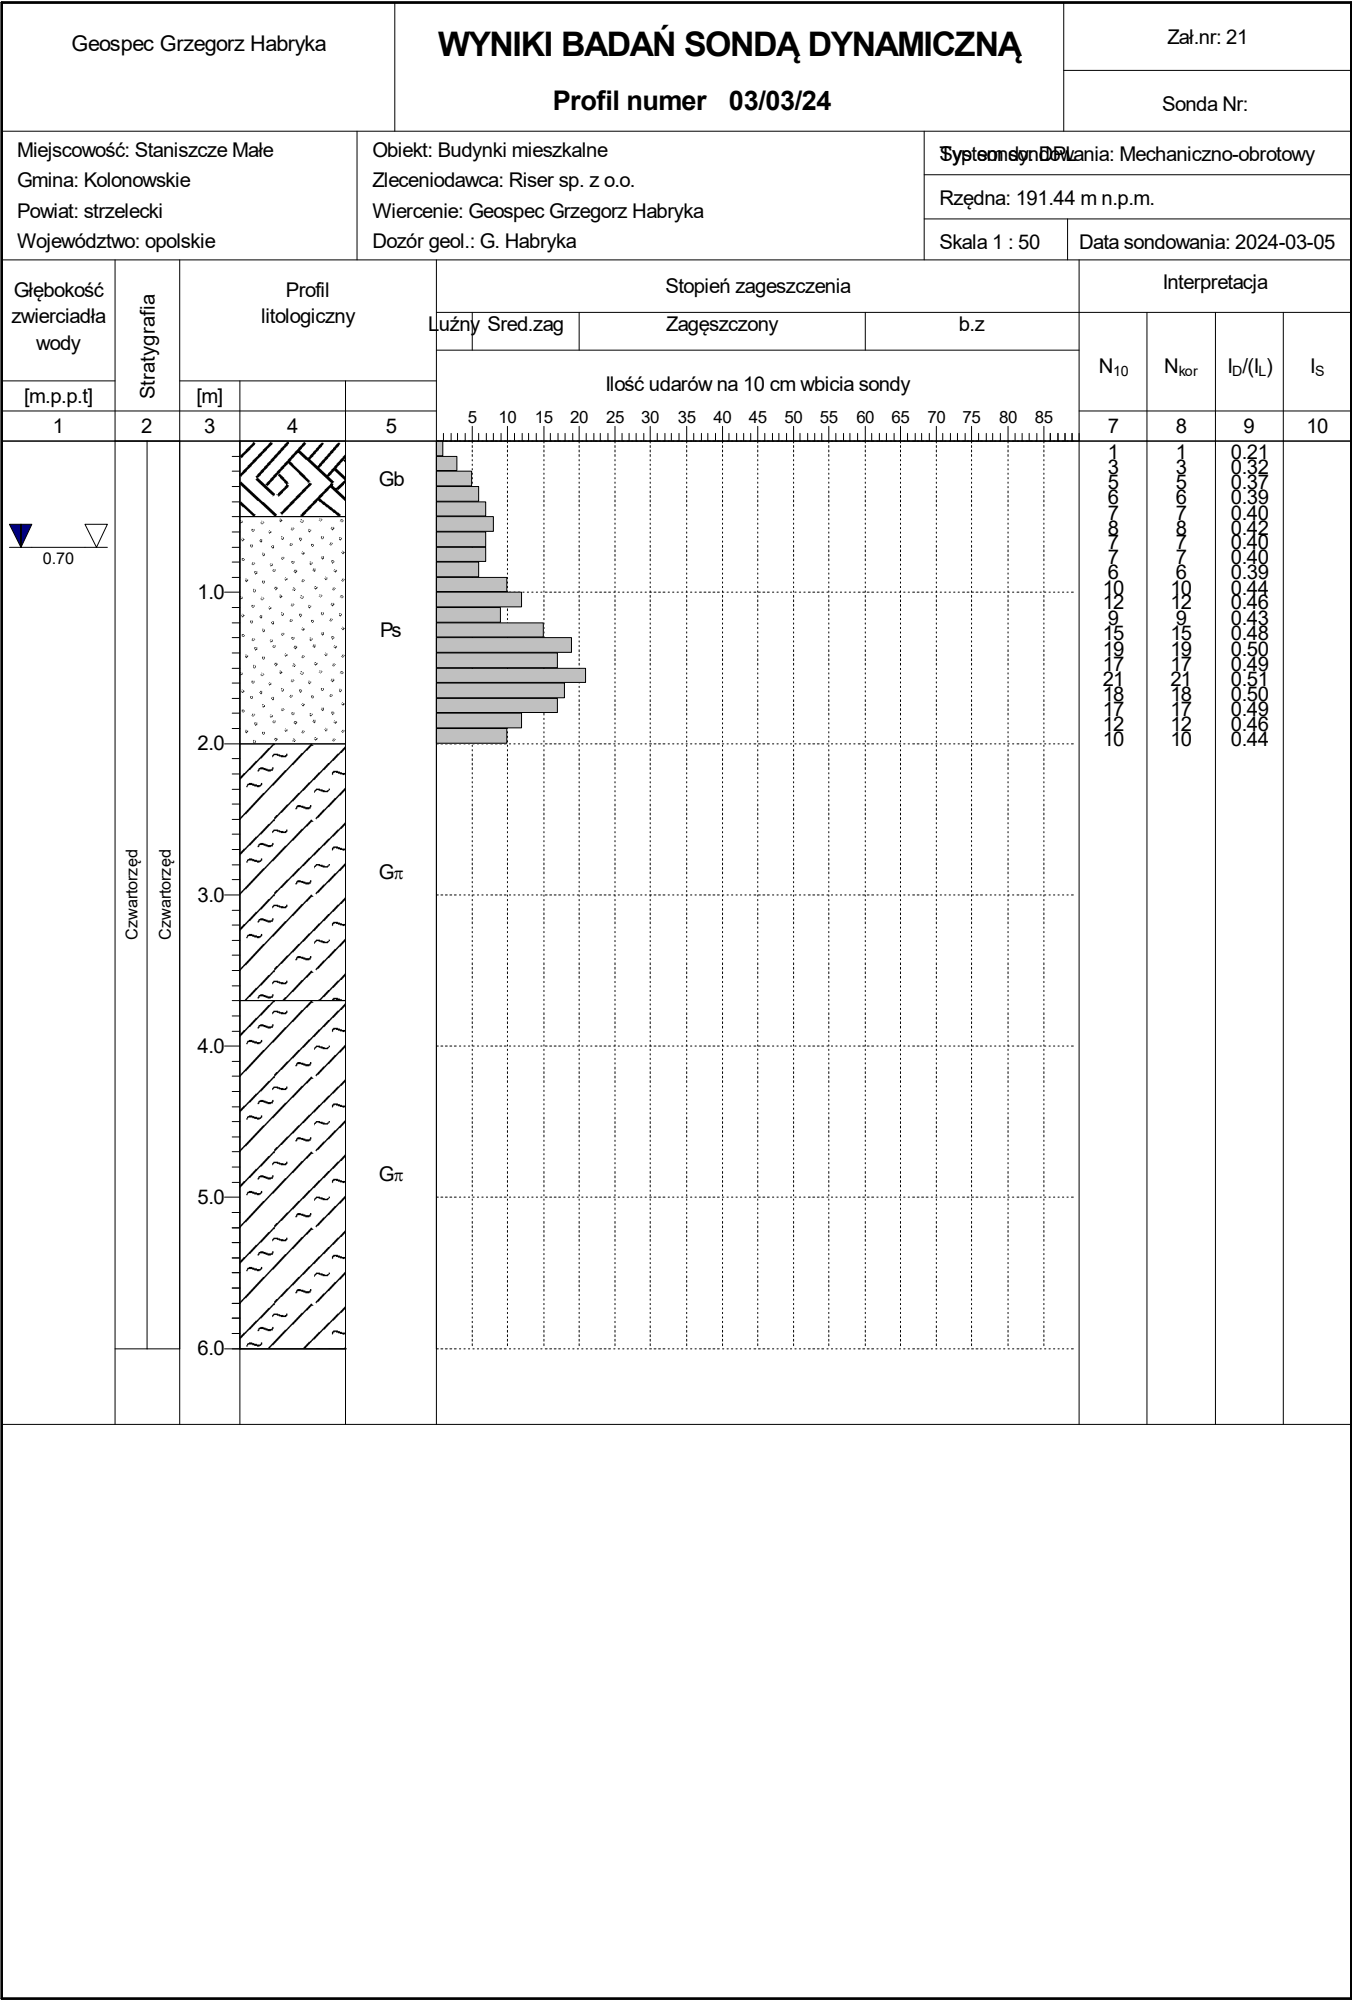 Geospec Grzegorz Habryka
WYNIKI BADAŃ SONDĄ DYNAMICZNĄ
Profil numer 03/03/24
Zał.nr: 21
Sonda Nr:
Miejscowość: Staniszcze Małe
Gmina: Kolonowskie
Powiat: strzelecki
Województwo: opolskie
Obiekt: Budynki mieszkalne
Zleceniodawca: Riser sp. z o.o.
Wiercenie: Geospec Grzegorz Habryka
Dozór geol.: G. Habryka
Typ sondy: DPL
System sondowania: Mechaniczno-obrotowy
Rzędna: 191.44 m n.p.m.
Skala 1 : 50
Data sondowania: 2024-03-05
Głębokość
zwierciadła
wody
[m.p.p.t]
Stratygrafia
Profil
litologiczny
[m]
Stopień zageszczenia
Luźny Sred.zag Zagęszczony b.z
Ilość udarów na 10 cm wbicia sondy
5 10 15 20 25 30 35 40 45 50 55 60 65 70 75 80 85
Interpretacja
N10 Nkor ID/(IL) IS
1 2 3 4 5 7 8 9 10
0.70
Czwartorzęd
Czwartorzęd
1.0
2.0
3.0
4.0
5.0
6.0
Gb
Ps
Gπ
Gπ
1 1 0.21
3 3 0.32
5 5 0.37
6 6 0.39
7 7 0.40
8 8 0.42
7 7 0.40
7 7 0.40
6 6 0.39
10 10 0.44
12 12 0.46
9 9 0.43
15 15 0.48
19 19 0.50
17 17 0.49
21 21 0.51
18 18 0.50
17 17 0.49
12 12 0.46
10 10 0.44